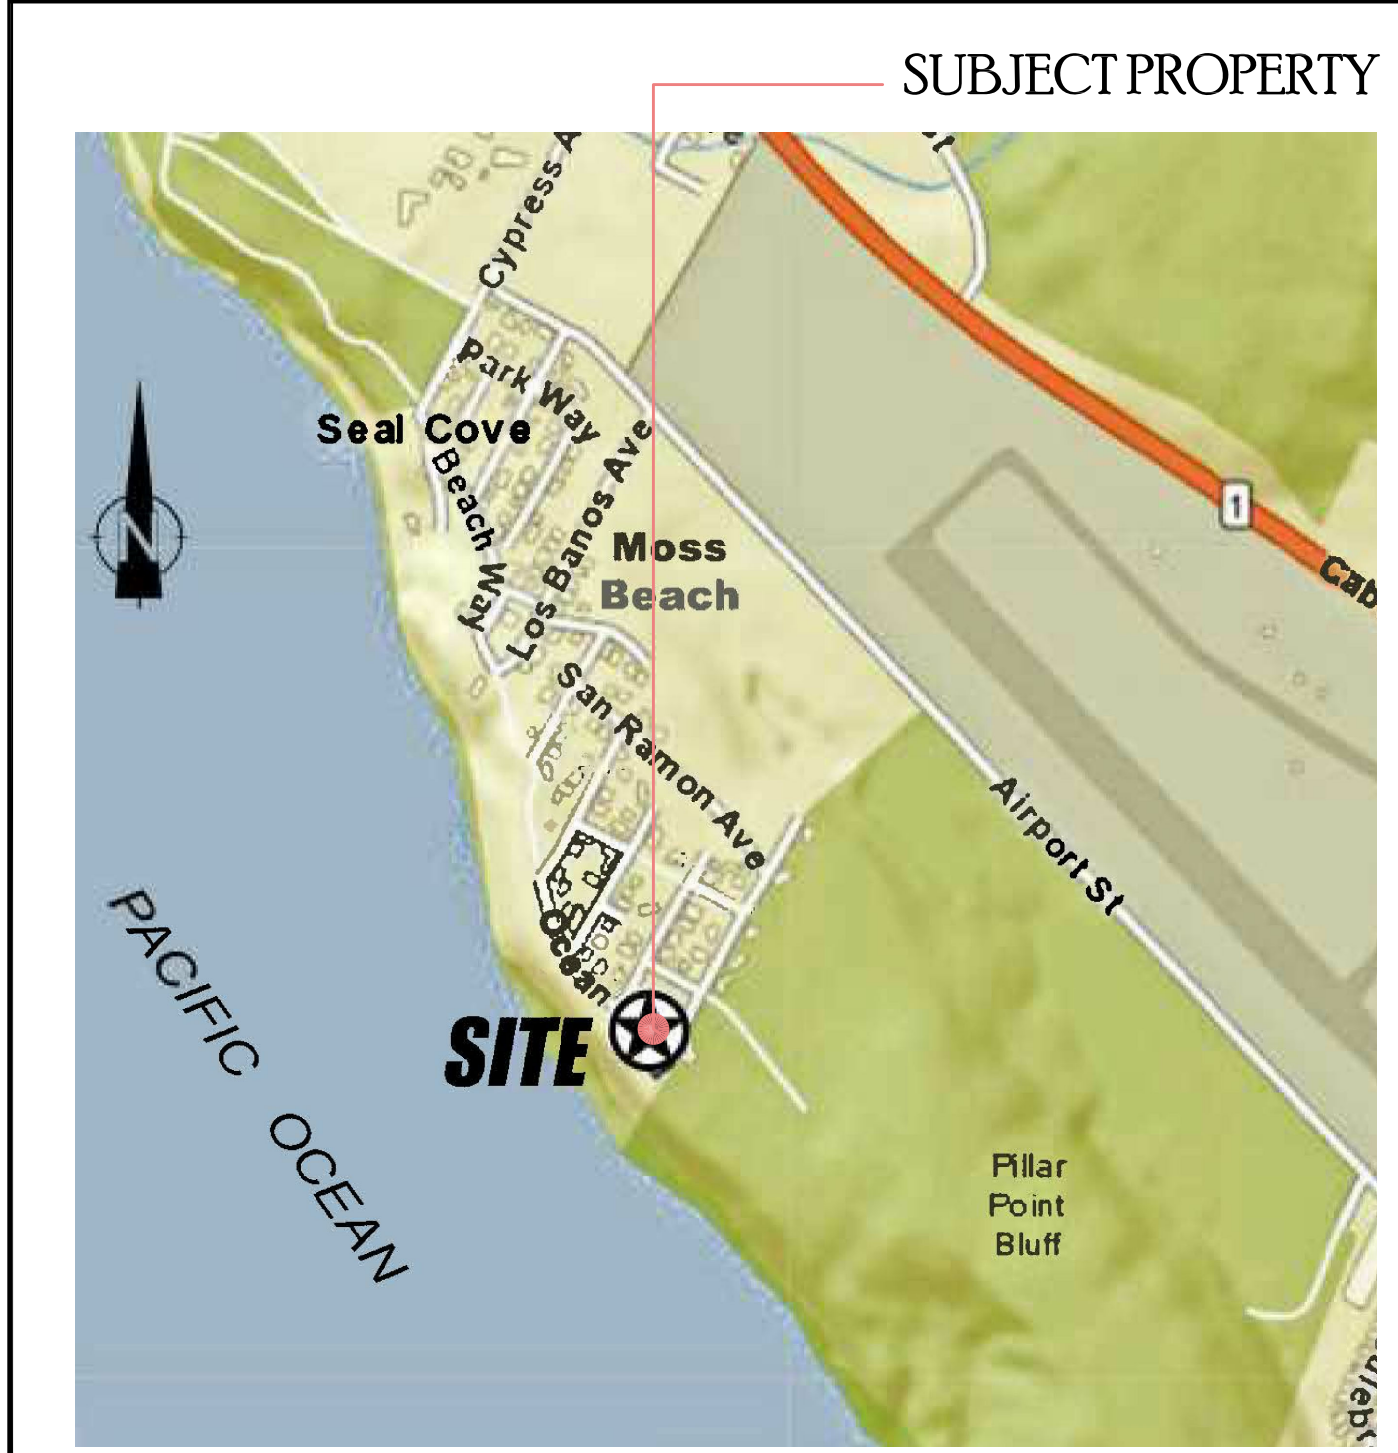 SUBJECT PROPERTY
Cypress A
Park Way
Seal Cove
Beach Way
Los Banos Ave
Moss
Beach
1
Cab
San Ramon Ave
Airport St
N
PACIFIC OCEAN
Ocean
SITE
Pillar
Point
Bluff